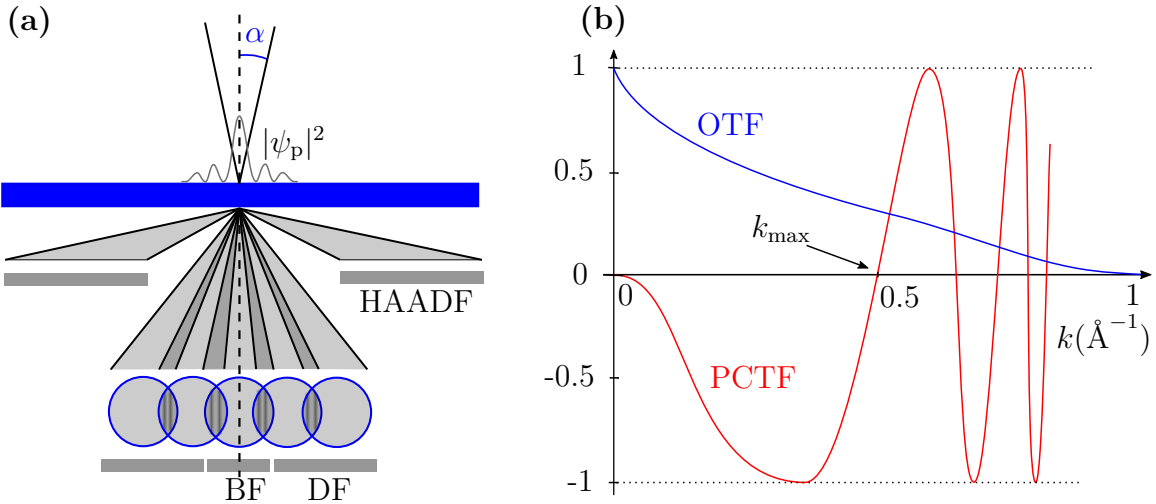 (a)
α
|ψp|²
HAADF
BF
DF
(b)
1
OTF
0.5
kmax
0
0
0.5
1
k(Å⁻¹)
PCTF
-0.5
-1